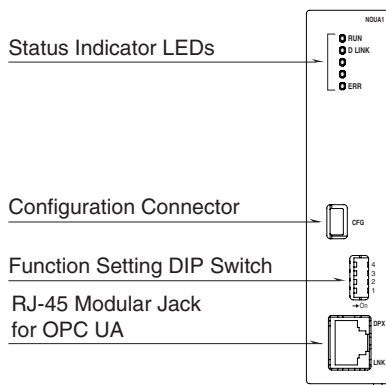 NOUA1
Status Indicator LEDs
RUN
D LINK
ERR
Configuration Connector
CFG
Function Setting DIP Switch
4
3
2
1
→On
RJ-45 Modular Jack
for OPC UA
DPX
LNK